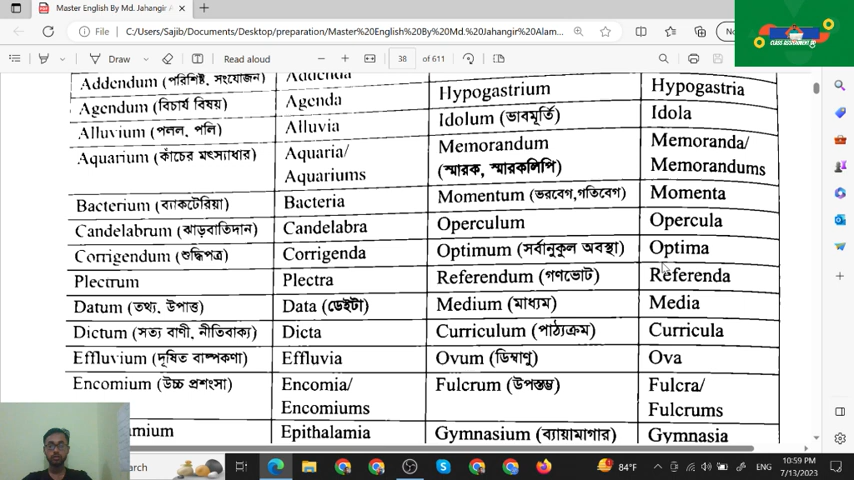 Master English By Md. Jahangir A
File
C:/Users/Sajib/Documents/Desktop/preparation/Master%20English%20By%20Md.%20Jahangir%20Alam...
CLASS ASSIGNMENT BD
Draw
Read aloud
38 of 611
Addendum (পরিশিষ্ট, সংযোজন) Addenda
Hypogastrium Hypogastria
Agendum (বিচার্য বিষয়) Agenda
Idolum (ভাবমূর্তি) Idola
Alluvium (পলল, পলি) Alluvia
Memorandum Memoranda/
Aquarium (কাঁচের মৎস্যাধার) Aquaria/
(স্মারক, স্মারকলিপি) Memorandums
Aquariums
Bacterium (ব্যাকটেরিয়া) Bacteria
Momentum (ভরবেগ,গতিবেগ) Momenta
Candelabrum (ঝাড়বাতিদান) Candelabra
Operculum Opercula
Corrigendum (শুদ্ধিপত্র) Corrigenda
Optimum (সর্বানুকুল অবস্থা) Optima
Plectrum Plectra
Referendum (গণভোট) Referenda
Datum (তথ্য, উপাত্ত) Data (ডেইটা)
Medium (মাধ্যম) Media
Dictum (সত্য বাণী, নীতিবাক্য) Dicta
Curriculum (পাঠ্যক্রম) Curricula
Effluvium (দূষিত বাষ্পকণা) Effluvia
Ovum (ডিম্বাণু) Ova
Encomium (উচ্চ প্রশংসা) Encomia/
Fulcrum (উপস্তম্ভ) Fulcra/
Encomiums
Fulcrums
Epithalamia
Gymnasium (ব্যায়ামাগার) Gymnasia
84°F
ENG
10:59 PM
7/13/2023